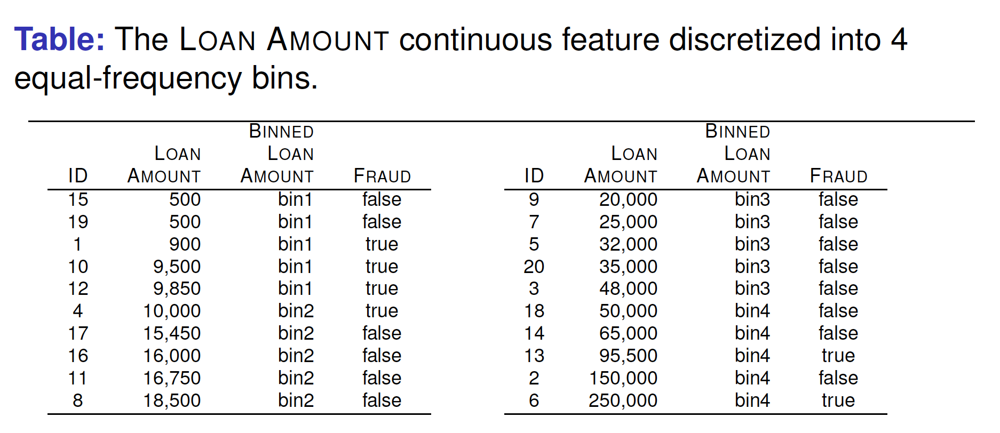 Table: The LOAN AMOUNT continuous feature discretized into 4
equal-frequency bins.
BINNED BINNED
LOAN LOAN LOAN LOAN
ID AMOUNT AMOUNT FRAUD ID AMOUNT AMOUNT FRAUD
15 500 bin1 false 9 20,000 bin3 false
19 500 bin1 false 7 25,000 bin3 false
1 900 bin1 true 5 32,000 bin3 false
10 9,500 bin1 true 20 35,000 bin3 false
12 9,850 bin1 true 3 48,000 bin3 false
4 10,000 bin2 true 18 50,000 bin4 false
17 15,450 bin2 false 14 65,000 bin4 false
16 16,000 bin2 false 13 95,500 bin4 true
11 16,750 bin2 false 2 150,000 bin4 false
8 18,500 bin2 false 6 250,000 bin4 true